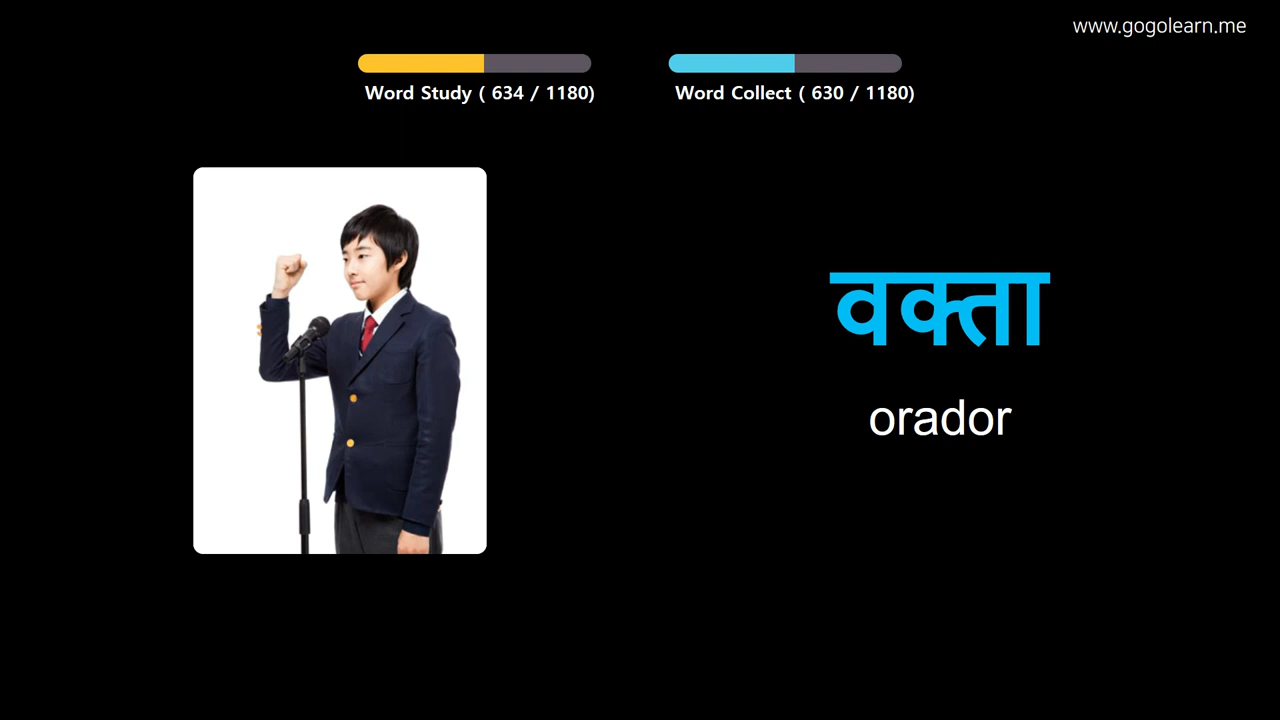 www.gogolearn.me
Word Study ( 634 / 1180)
Word Collect ( 630 / 1180)
वक्ता
orador